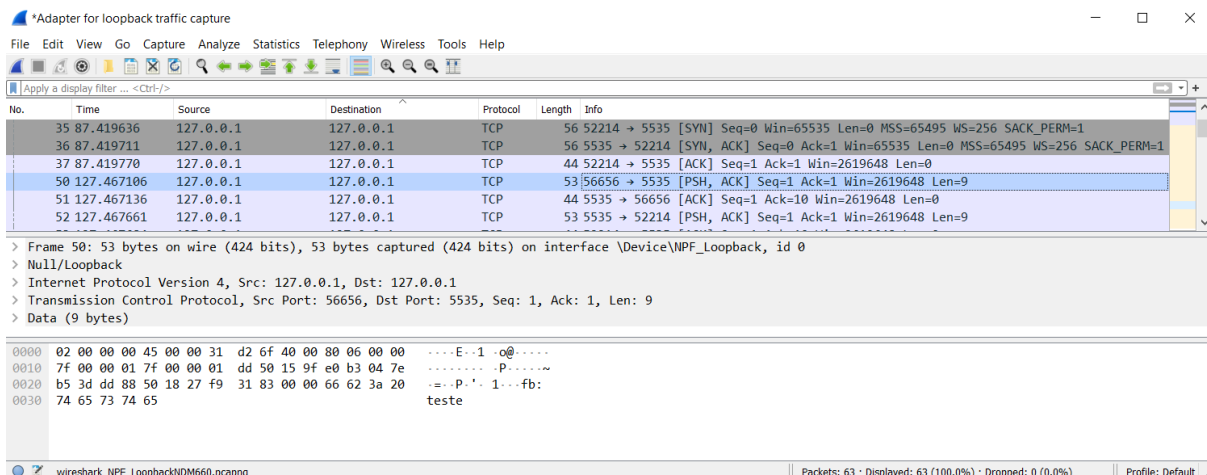 *Adapter for loopback traffic capture
File Edit View Go Capture Analyze Statistics Telephony Wireless Tools Help
Apply a display filter ... <Ctrl-/>
No. Time Source Destination Protocol Length Info
35 87.419636 127.0.0.1 127.0.0.1 TCP 56 52214 → 5535 [SYN] Seq=0 Win=65535 Len=0 MSS=65495 WS=256 SACK_PERM=1
36 87.419711 127.0.0.1 127.0.0.1 TCP 56 5535 → 52214 [SYN, ACK] Seq=0 Ack=1 Win=65535 Len=0 MSS=65495 WS=256 SACK_PERM=1
37 87.419770 127.0.0.1 127.0.0.1 TCP 44 52214 → 5535 [ACK] Seq=1 Ack=1 Win=2619648 Len=0
50 127.467106 127.0.0.1 127.0.0.1 TCP 53 56656 → 5535 [PSH, ACK] Seq=1 Ack=1 Win=2619648 Len=9
51 127.467136 127.0.0.1 127.0.0.1 TCP 44 5535 → 56656 [ACK] Seq=1 Ack=10 Win=2619648 Len=0
52 127.467661 127.0.0.1 127.0.0.1 TCP 53 5535 → 52214 [PSH, ACK] Seq=1 Ack=1 Win=2619648 Len=9
> Frame 50: 53 bytes on wire (424 bits), 53 bytes captured (424 bits) on interface \Device\NPF_Loopback, id 0
> Null/Loopback
> Internet Protocol Version 4, Src: 127.0.0.1, Dst: 127.0.0.1
> Transmission Control Protocol, Src Port: 56656, Dst Port: 5535, Seq: 1, Ack: 1, Len: 9
> Data (9 bytes)
0000 02 00 00 00 45 00 00 31 d2 6f 40 00 80 06 00 00 ····E··1 ·o@·····
0010 7f 00 00 01 7f 00 00 01 dd 50 15 9f e0 b3 04 7e ········ ·P·····~
0020 b5 3d dd 88 50 18 27 f9 31 83 00 00 66 62 3a 20 ·=··P·'· 1···fb:
0030 74 65 73 74 65 teste
wireshark_NPF_LoopbackNDM660.pcapng Packets: 63 · Displayed: 63 (100.0%) · Dropped: 0 (0.0%) Profile: Default